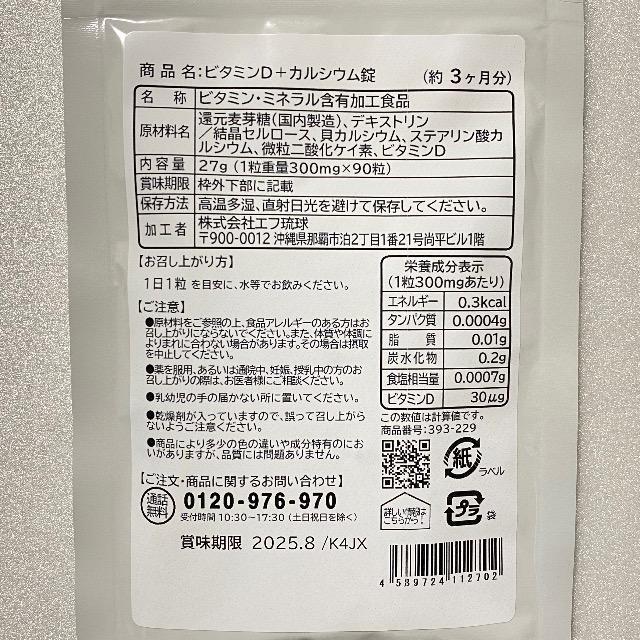 商品名:ビタミンD+カルシウム錠 (約3ヶ月分)
名称 ビタミン・ミネラル含有加工食品
原材料名 還元麦芽糖(国内製造)、デキストリン
/結晶セルロース、貝カルシウム、ステアリン酸カ
ルシウム、微粒二酸化ケイ素、ビタミンD
内容量 27g(1粒重量300mg×90粒)
賞味期限 枠外下部に記載
保存方法 高温多湿、直射日光を避けて保存してください。
加工者 株式会社エフ琉球
〒900-0012 沖縄県那覇市泊2丁目1番21号尚平ビル1階
【お召し上がり方】
1日1粒を目安に、水等でお飲みください。
【ご注意】
●原材料をご参照の上、食品アレルギーのある方はお
召し上がりにならないでください。また、体質や体調に
よりまれに合わない場合があります。その場合は摂取
を中止してください。
●薬を服用、あるいは通院中、妊娠、授乳中の方のお
召し上がりの際は、お医者様にご相談ください。
●乳幼児の手の届かない所に置いてください。
●乾燥剤が入っていますので、誤って召し上がら
ないようご注意ください。
●商品により多少の色の違いや成分特有のにお
いがありますが、品質には問題ありません。
【ご注文・商品に関するお問い合わせ】
通話
無料
0120-976-970
受付時間 10:30~17:30(土日祝日を除く)
賞味期限 2025.8 /K4JX
栄養成分表示
(1粒300mgあたり)
エネルギー 0.3kcal
タンパク質 0.0004g
脂質 0.01g
炭水化物 0.2g
食塩相当量 0.0007g
ビタミンD 30μg
この数値は計算値です。
商品番号:393-229
紙
ラベル
詳しい情報は
こちらから!
プラ
袋
4 589724 112702